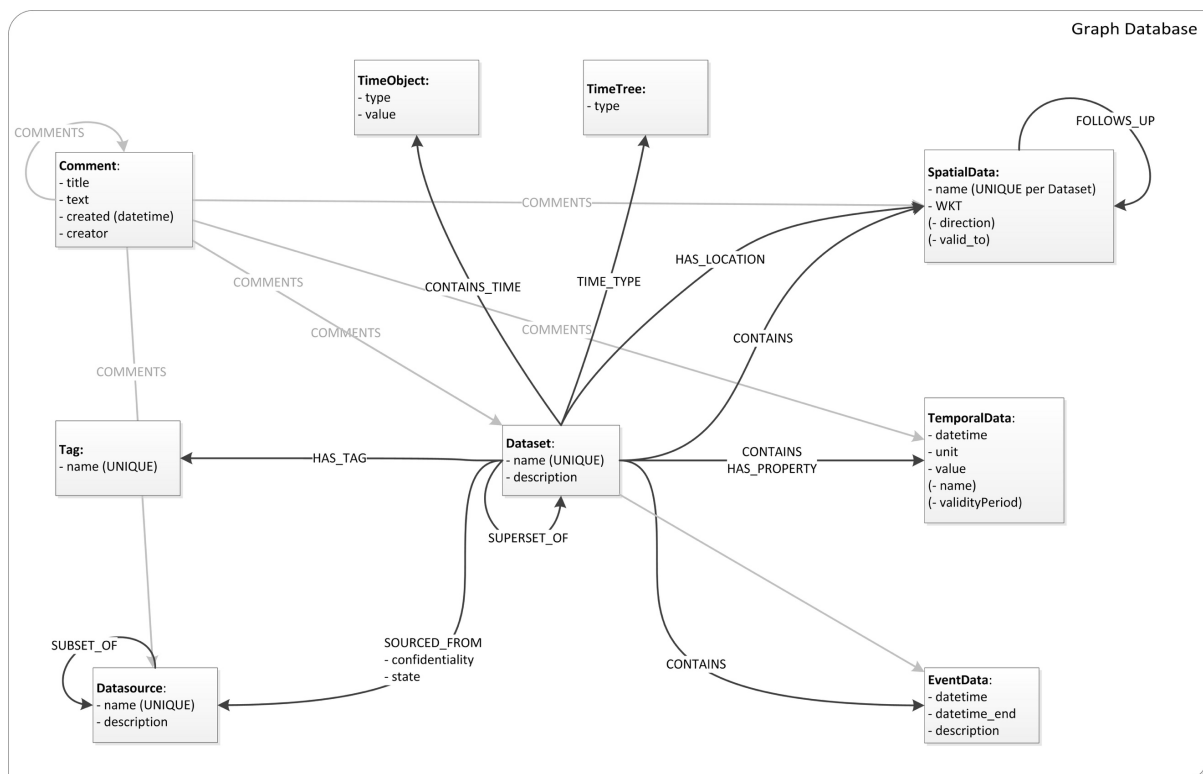 Graph Database
TimeObject:
- type
- value
TimeTree:
- type
COMMENTS
FOLLOWS_UP
Comment:
- title
- text
- created (datetime)
- creator
SpatialData:
- name (UNIQUE per Dataset)
- WKT
(- direction)
(- valid_to)
COMMENTS
HAS_LOCATION
COMMENTS
CONTAINS_TIME
TIME_TYPE
COMMENTS
COMMENTS
CONTAINS
COMMENTS
Tag:
- name (UNIQUE)
HAS_TAG
Dataset:
- name (UNIQUE)
- description
CONTAINS
HAS_PROPERTY
TemporalData:
- datetime
- unit
- value
(- name)
(- validityPeriod)
SUPERSET_OF
SUBSET_OF
SOURCED_FROM
- confidentiality
- state
CONTAINS
Datasource:
- name (UNIQUE)
- description
EventData:
- datetime
- datetime_end
- description